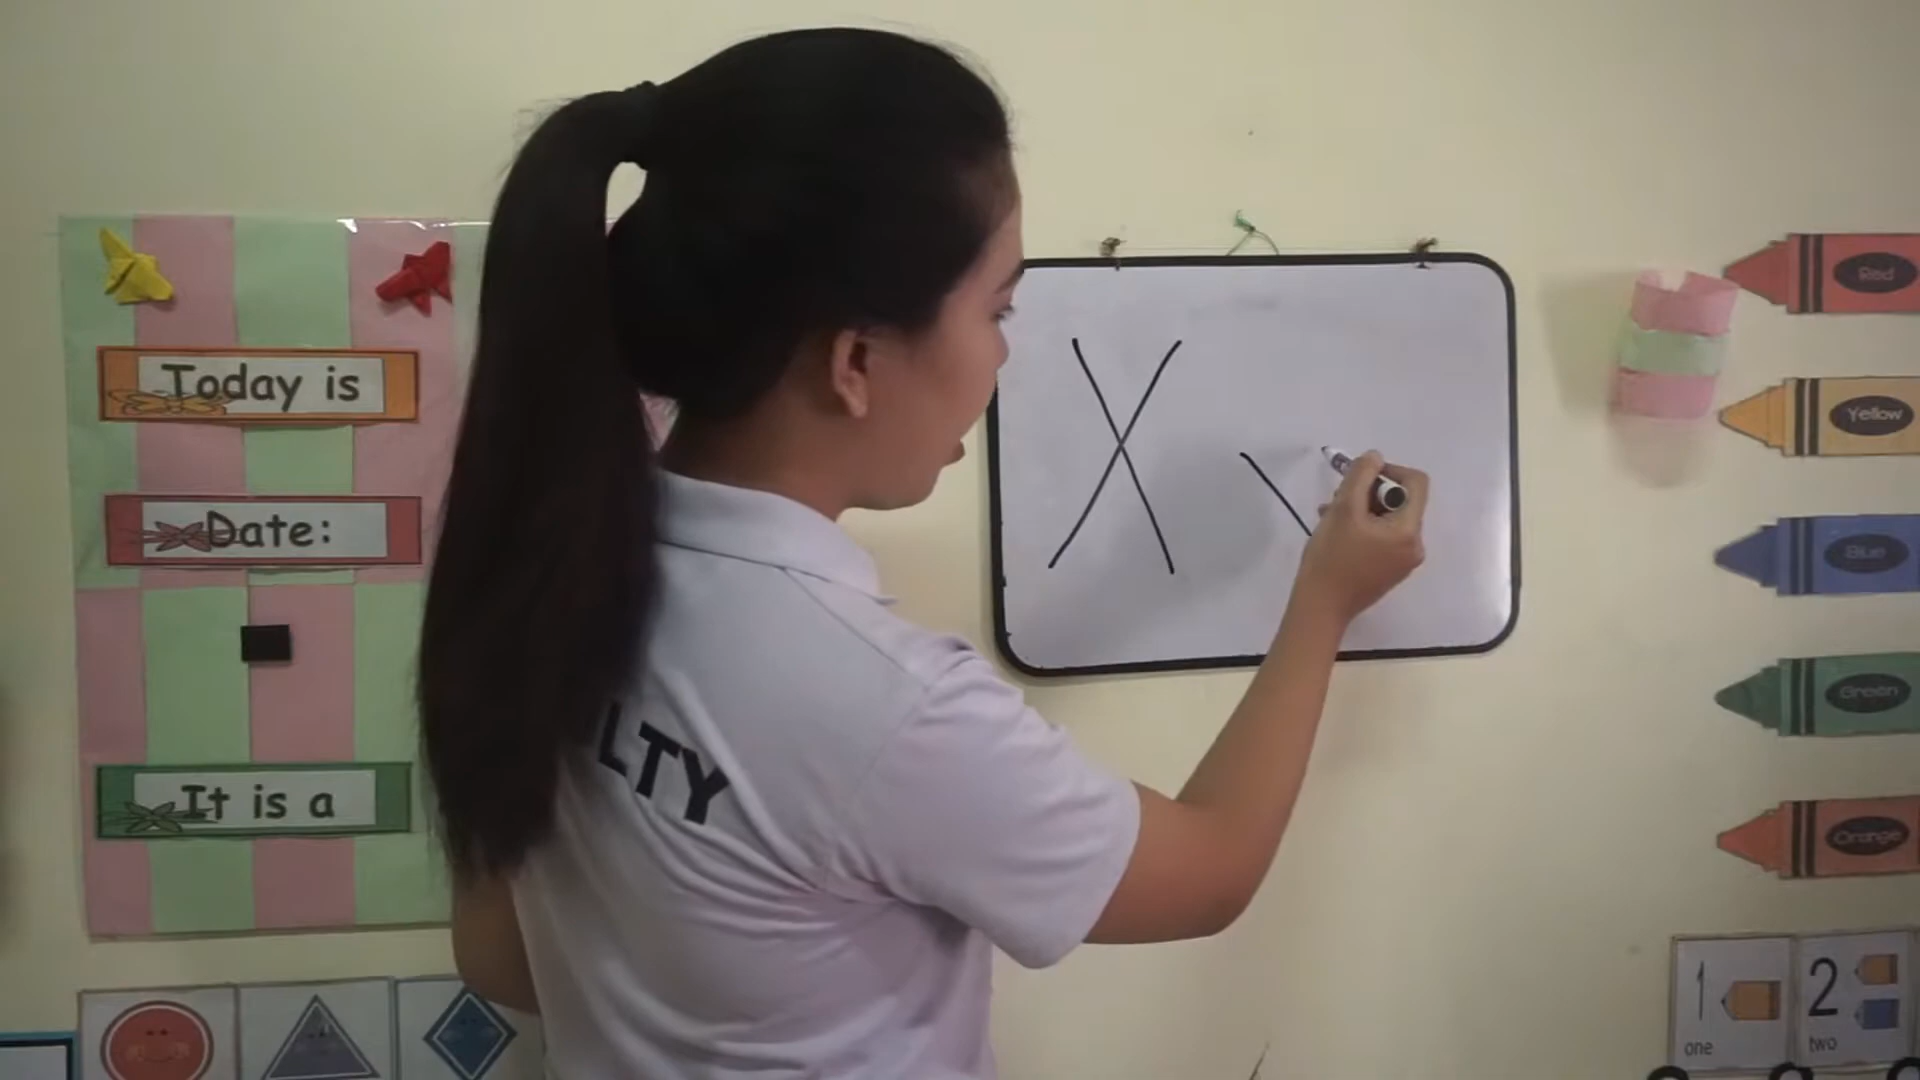 Today is
Date:
It is a
LTY
X
Red
Yellow
Blue
Green
Orange
1
one
2
two